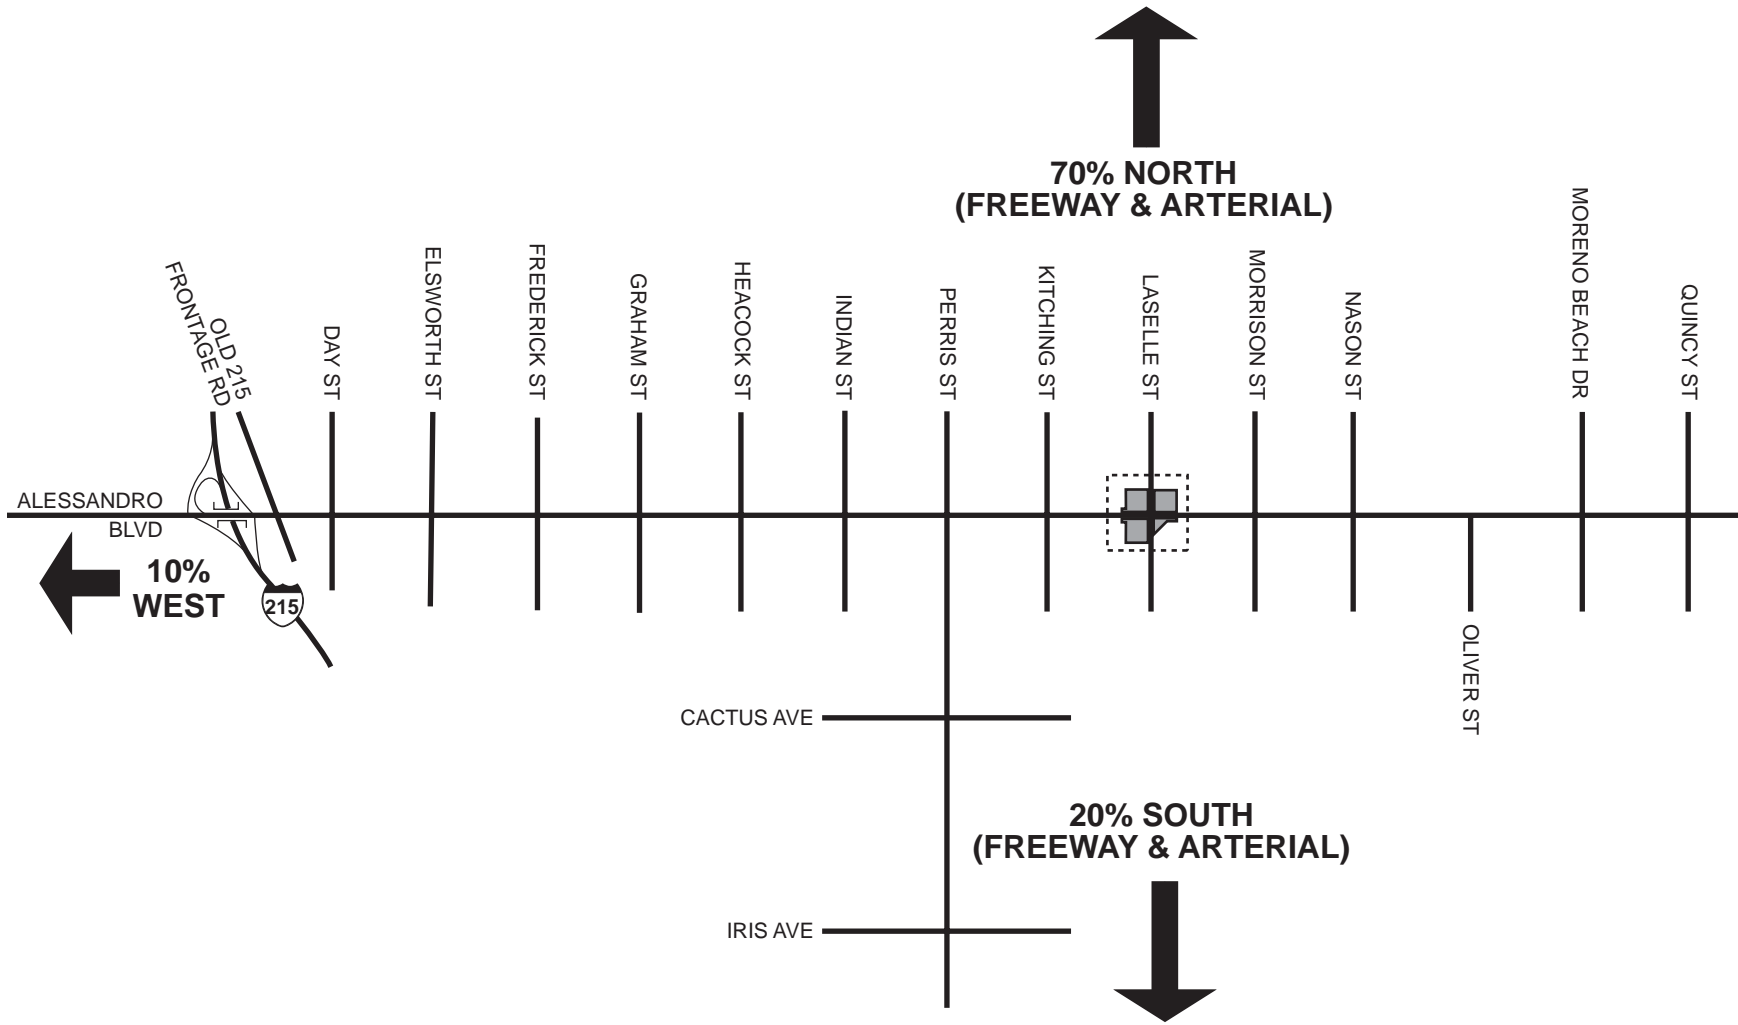 70% NORTH
(FREEWAY & ARTERIAL)
FRONTAGE RD
OLD 215
DAY ST
ELSWORTH ST
FREDERICK ST
GRAHAM ST
HEACOCK ST
INDIAN ST
PERRIS ST
KITCHING ST
LASELLE ST
MORRISON ST
NASON ST
MORENO BEACH DR
QUINCY ST
ALESSANDRO
BLVD
10%
WEST
215
OLIVER ST
CACTUS AVE
20% SOUTH
(FREEWAY & ARTERIAL)
IRIS AVE